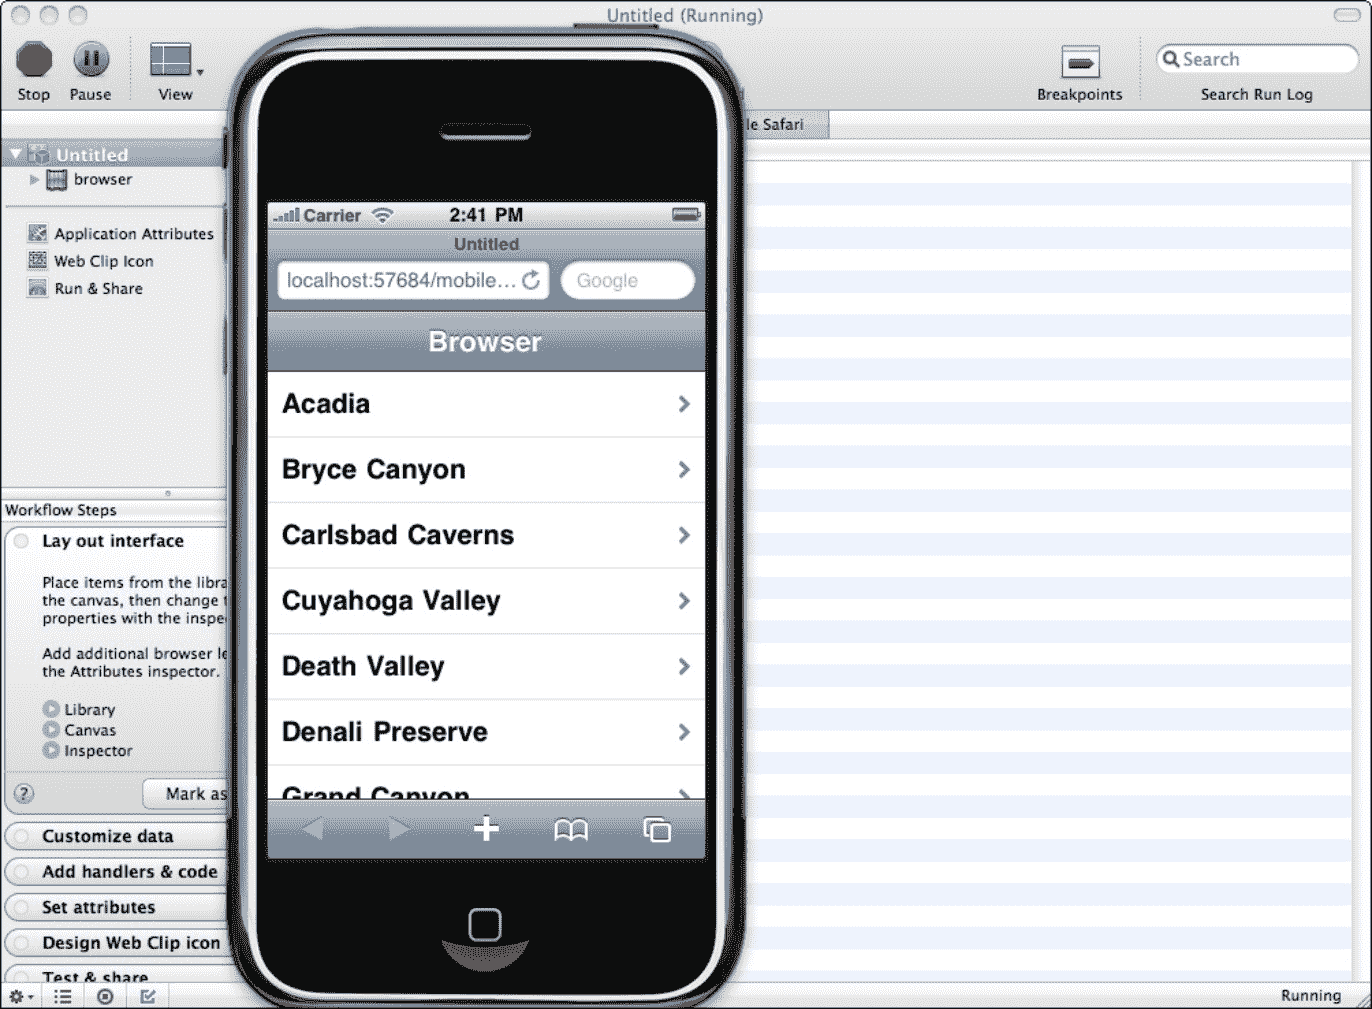 Untitled (Running)
Stop
Pause
View
Breakpoints
Search
Search Run Log
le Safari
Untitled
browser
Application Attributes
Web Clip Icon
Run & Share
Workflow Steps
Lay out interface
Place items from the libra
the canvas, then change t
properties with the inspe
Add additional browser le
the Attributes inspector.
Library
Canvas
Inspector
?
Mark as
Customize data
Add handlers & code
Set attributes
Design Web Clip icon
Test & share
Carrier
2:41 PM
Untitled
localhost:57684/mobile...
Google
Browser
Acadia
Bryce Canyon
Carlsbad Caverns
Cuyahoga Valley
Death Valley
Denali Preserve
Grand Canyon
Running